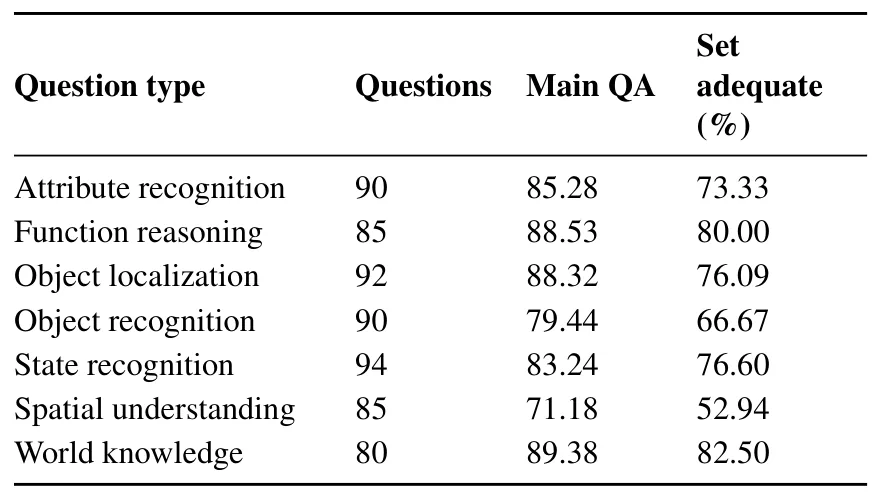 Question type Questions Main QA Set adequate (%)
Attribute recognition 90 85.28 73.33
Function reasoning 85 88.53 80.00
Object localization 92 88.32 76.09
Object recognition 90 79.44 66.67
State recognition 94 83.24 76.60
Spatial understanding 85 71.18 52.94
World knowledge 80 89.38 82.50